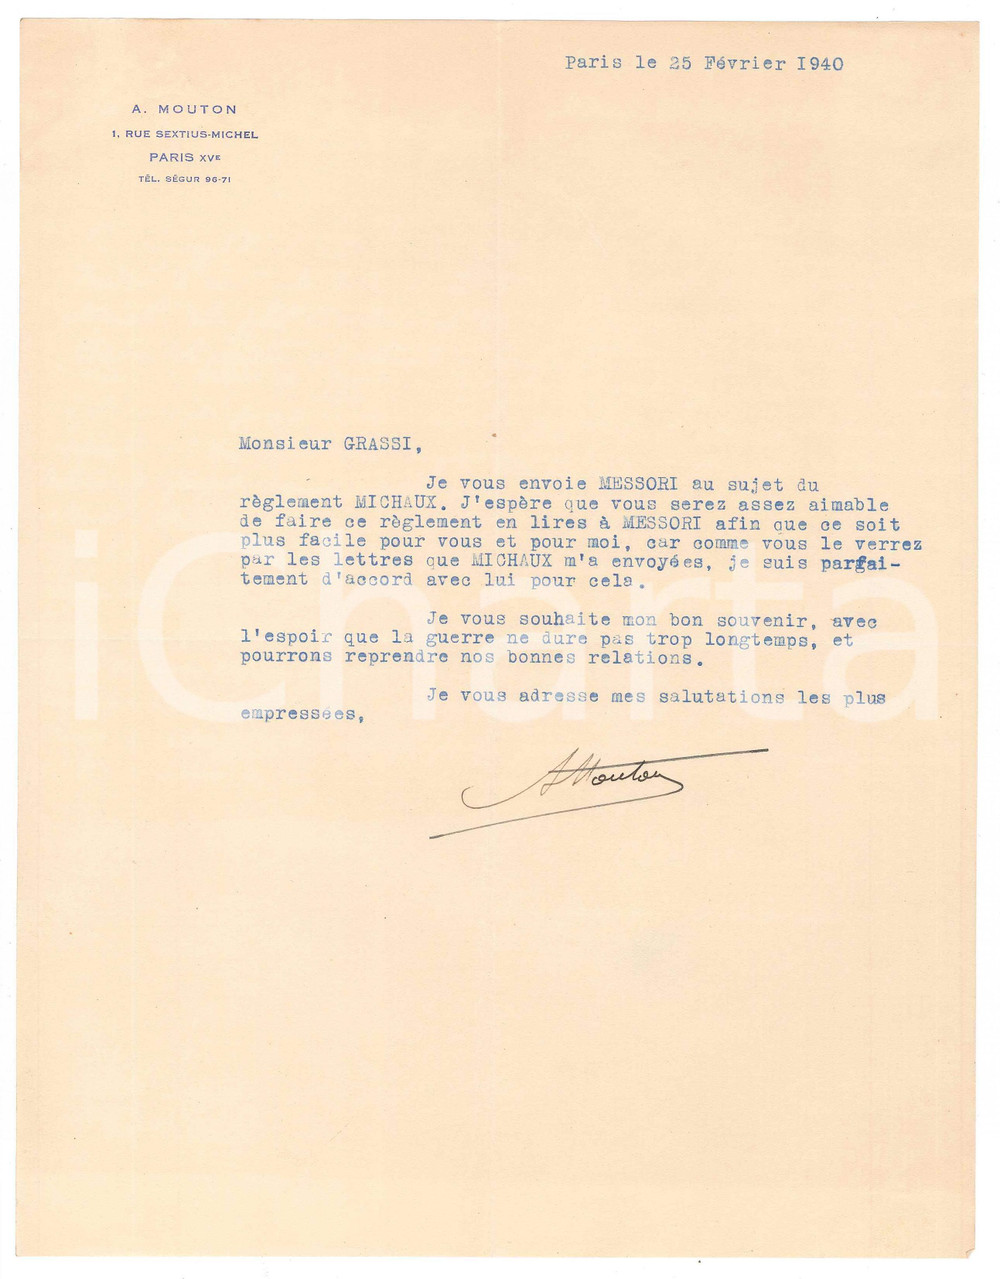 Paris le 25 Février 1940
A. MOUTON
1, RUE SEXTIUS-MICHEL
PARIS XVE
TÉL. SÉGUR 96-71
Monsieur GRASSI,
Je vous envoie MESSORI au sujet du
règlement MICHAUX. J'espère que vous serez assez aimable
de faire ce règlement en lires à MESSORI afin que ce soit
plus facile pour vous et pour moi, car comme vous le verrez
par les lettres que MICHAUX m'a envoyées, je suis parfai-
tement d'accord avec lui pour cela.
Je vous souhaite mon bon souvenir, avec
l'espoir que la guerre ne dure pas trop longtemps, et
pourrons reprendre nos bonnes relations.
Je vous adresse mes salutations les plus
empressées,
AMouton
iCharta